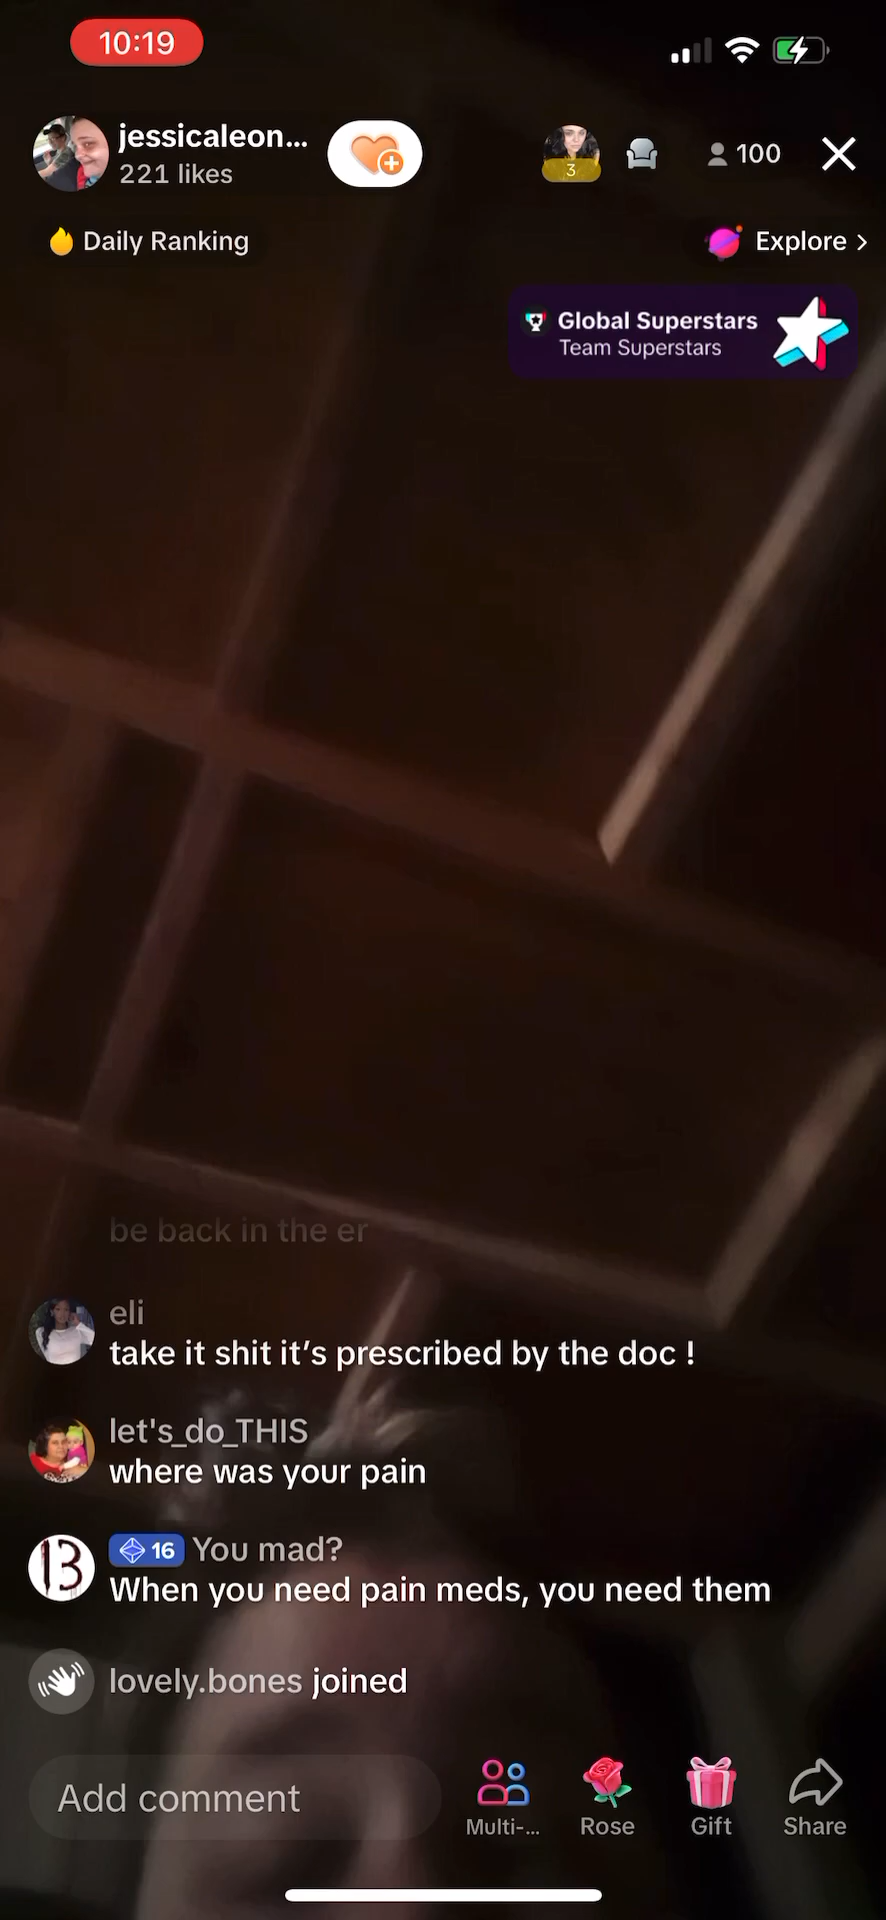 10:19
jessicaleon...
221 likes
3
100
Daily Ranking
Explore >
Global Superstars
Team Superstars
be back in the er
eli
take it shit it’s prescribed by the doc !
let's_do_THIS
where was your pain
13
16 You mad?
When you need pain meds, you need them
lovely.bones joined
Add comment
Multi-...
Rose
Gift
Share